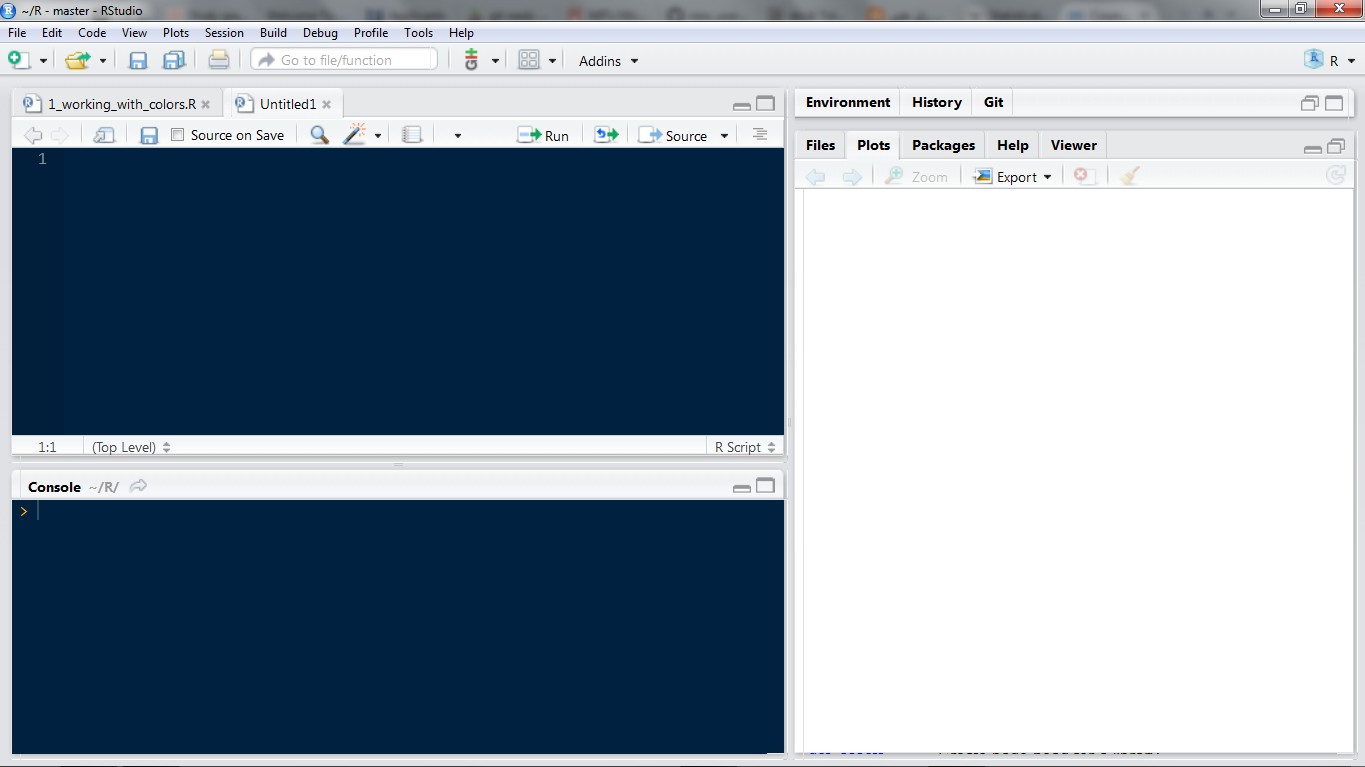 ~/R - master - RStudio
File Edit Code View Plots Session Build Debug Profile Tools Help
Go to file/function Addins R
1_working_with_colors.R Untitled1
Source on Save Run Source
1
1:1 (Top Level) R Script
Console ~/R/
>
Environment History Git
Files Plots Packages Help Viewer
Zoom Export